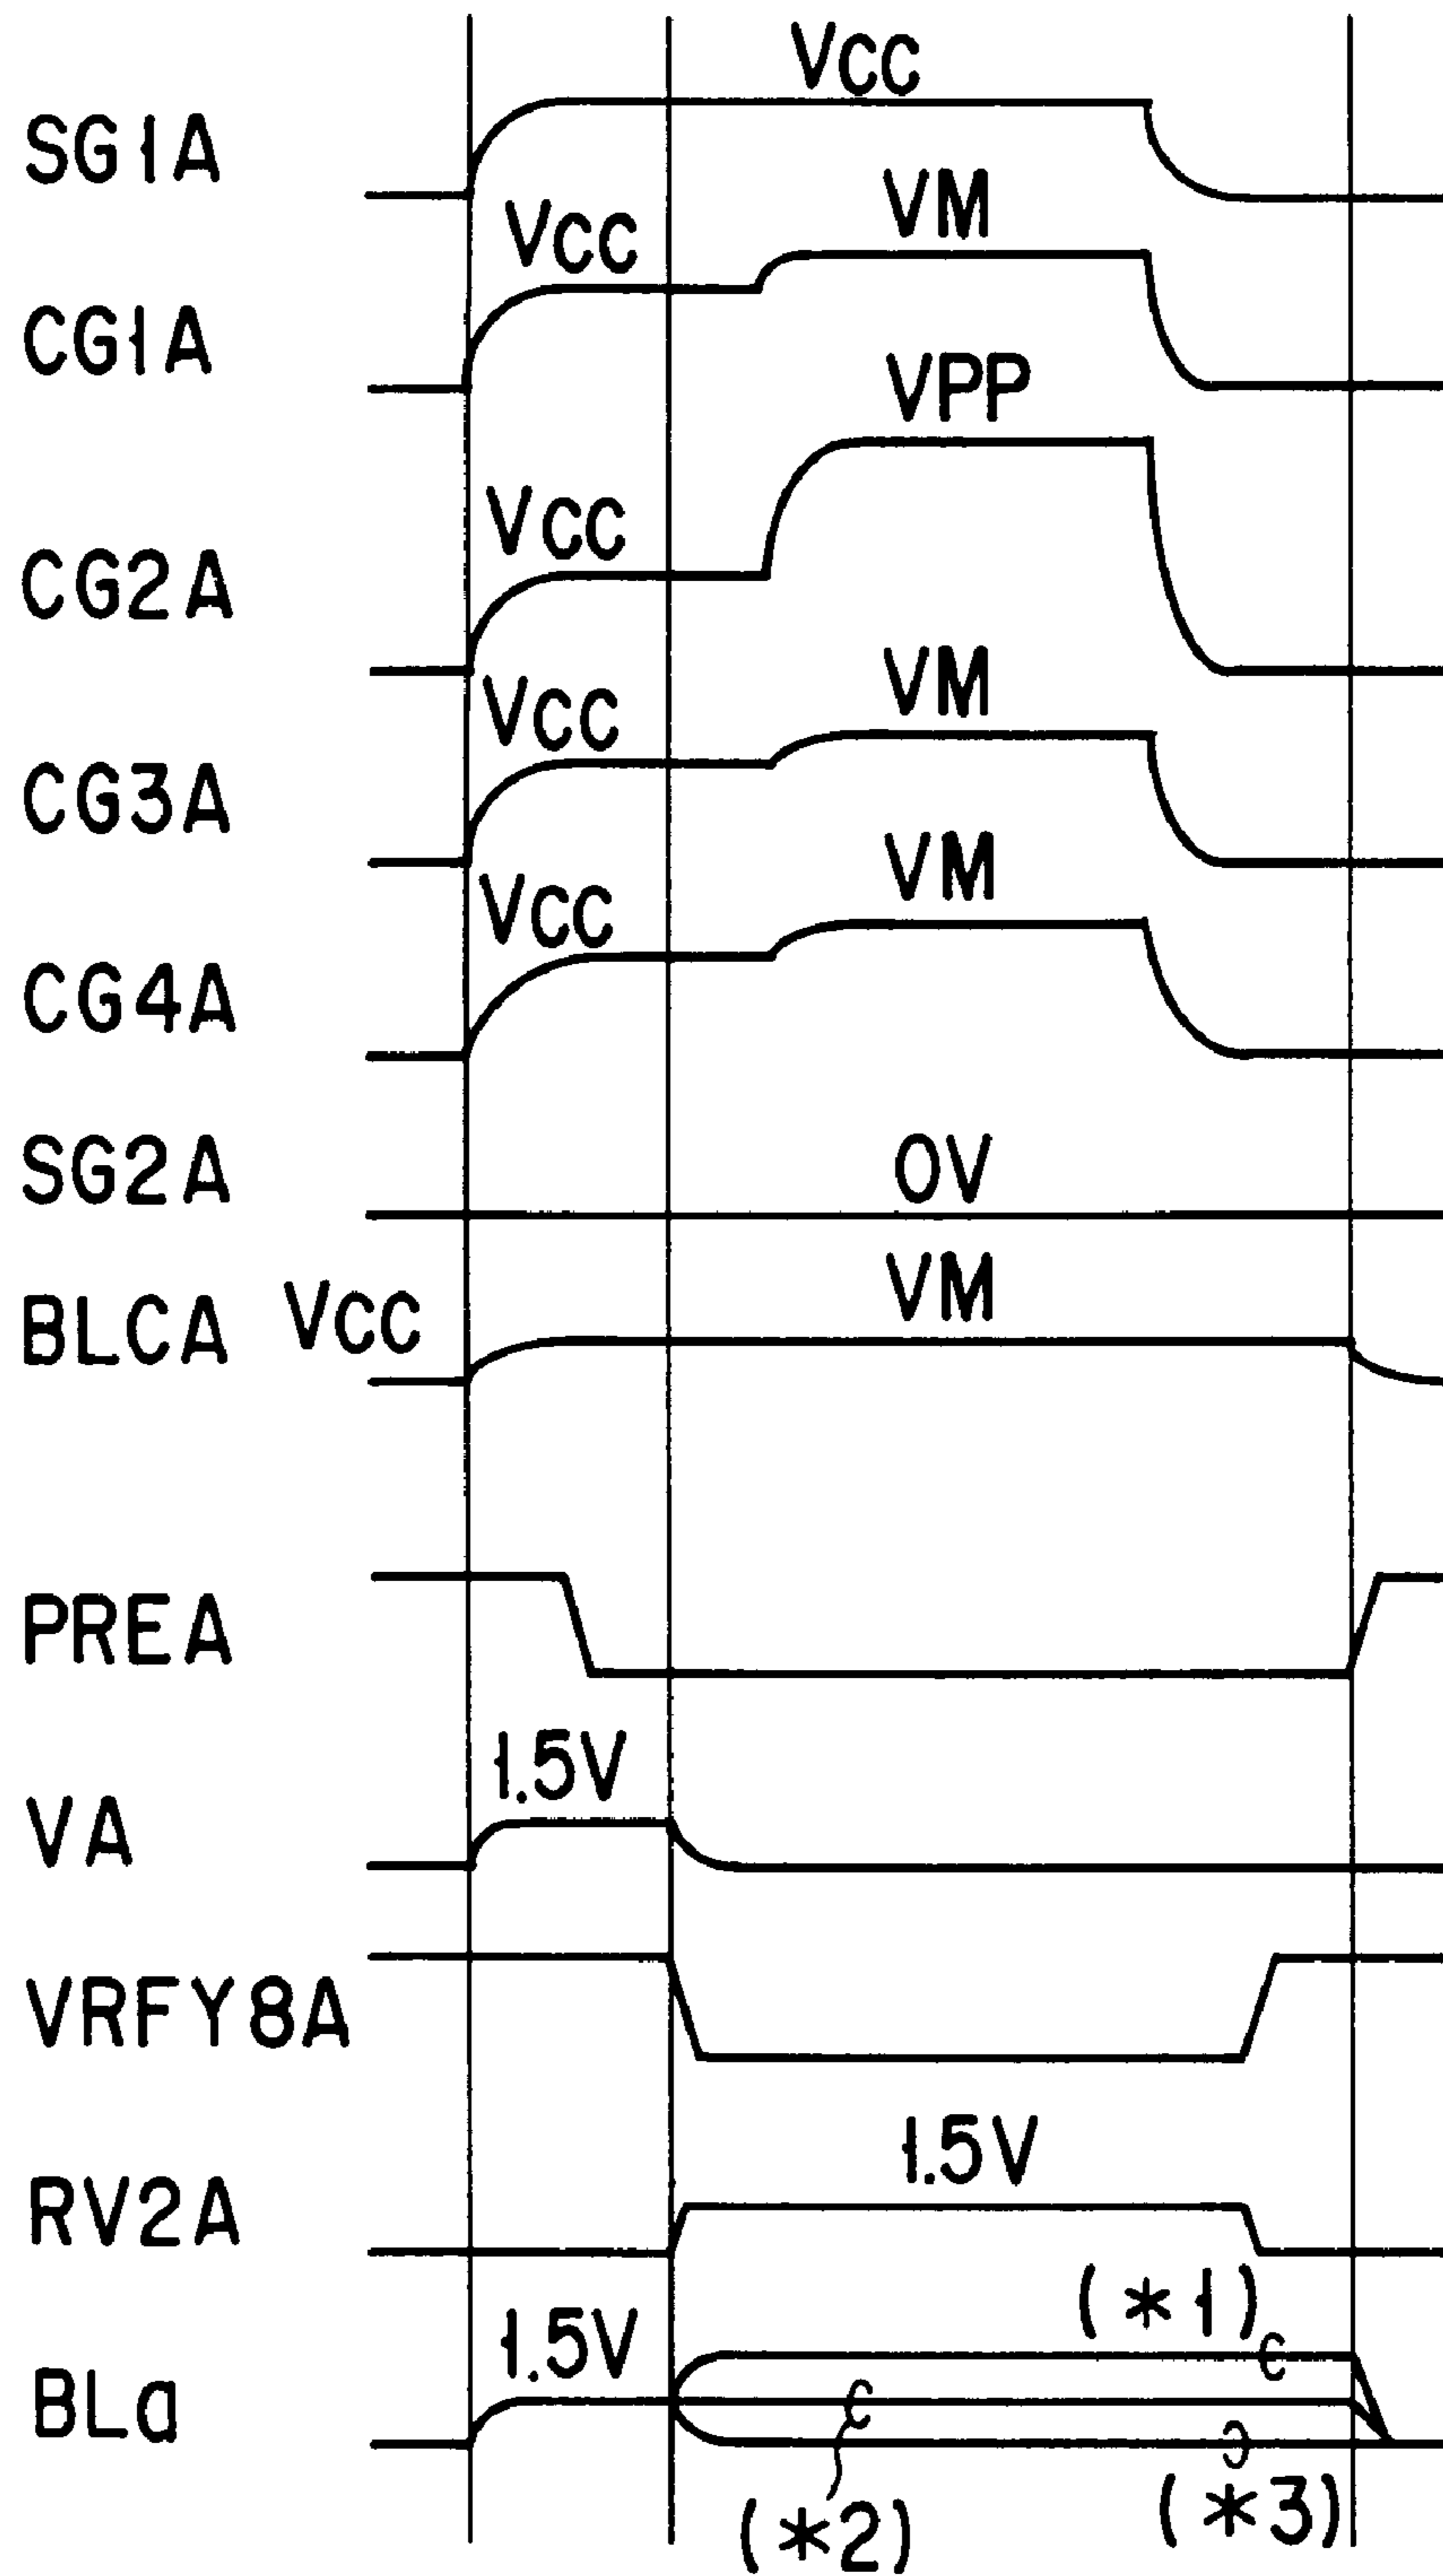 VCC
SG1A
VM
VCC
CG1A
VPP
VCC
CG2A
VM
VCC
CG3A
VM
VCC
CG4A
0V
SG2A
VM
BLCA VCC
PREA
1.5V
VA
VRFY8A
1.5V
RV2A
(*1)
1.5V
BLa
(*2)
(*3)